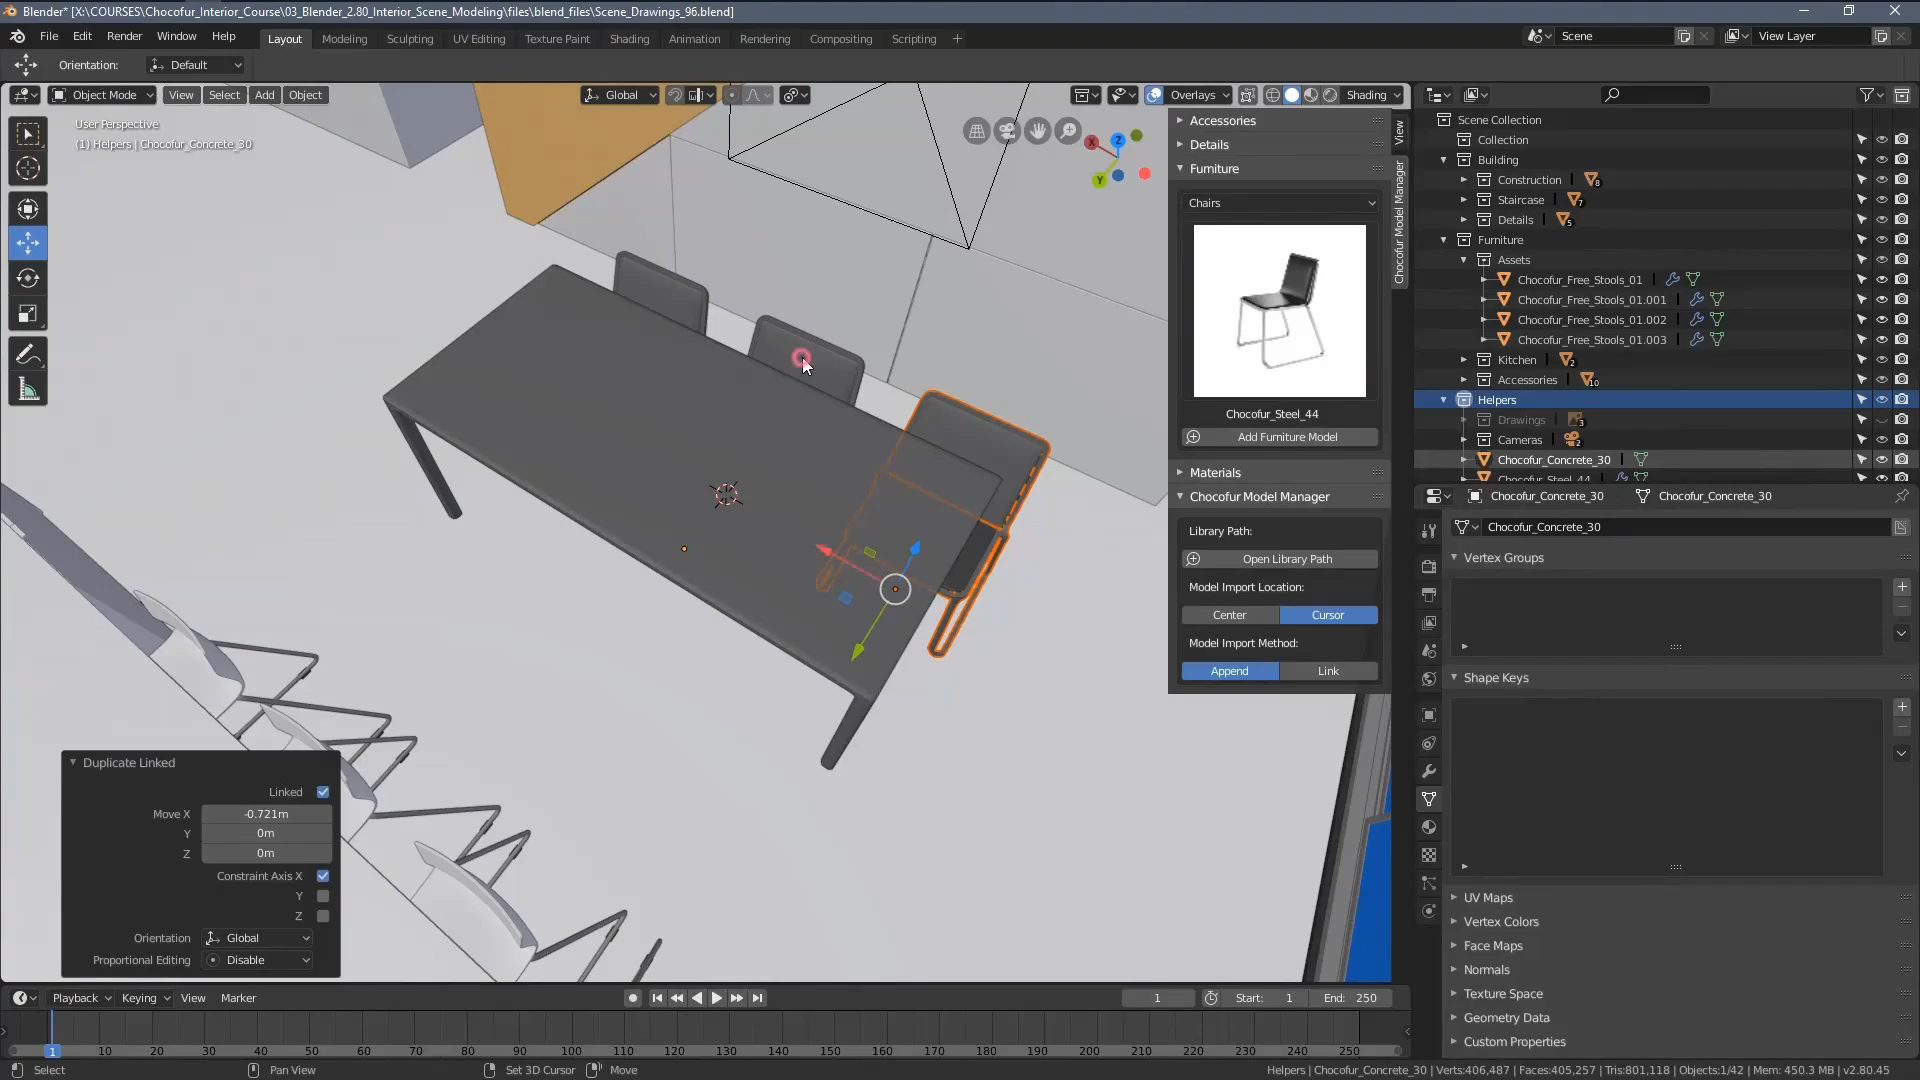 Blender* [X:\COURSES\Chocofur_Interior_Course\03_Blender_2.80_Interior_Scene_Modeling\files\blend_files\Scene_Drawings_96.blend]
File Edit Render Window Help
Layout Modeling Sculpting UV Editing Texture Paint Shading Animation Rendering Compositing Scripting
Scene
View Layer
Orientation: Default
Object Mode View Select Add Object
Global
Overlays
Shading
User Perspective
(1) Helpers | Chocofur_Concrete_30
X
Y
Z
View
Chocofur Model Manager
Accessories
Details
Furniture
Chairs
Chocofur_Steel_44
Add Furniture Model
Materials
Chocofur Model Manager
Library Path:
Open Library Path
Model Import Location:
Center Cursor
Model Import Method:
Append Link
Scene Collection
Collection
Building
Construction 8
Staircase 7
Details 5
Furniture
Assets
Chocofur_Free_Stools_01
Chocofur_Free_Stools_01.001
Chocofur_Free_Stools_01.002
Chocofur_Free_Stools_01.003
Kitchen 2
Accessories 10
Helpers
Drawings 3
Cameras 2
Chocofur_Concrete_30
Chocofur_Steel_44
Chocofur_Concrete_30 Chocofur_Concrete_30
Chocofur_Concrete_30
Vertex Groups
Shape Keys
UV Maps
Vertex Colors
Face Maps
Normals
Texture Space
Geometry Data
Custom Properties
Duplicate Linked
Linked
Move X -0.721m
Y 0m
Z 0m
Constraint Axis X
Y
Z
Orientation Global
Proportional Editing Disable
Playback Keying View Marker
1
Start: 1
End: 250
1 10 20 30 40 50 60 70 80 90 100 110 120 130 140 150 160 170 180 190 200 210 220 230 240 250
Select Pan View Set 3D Cursor Move
Helpers | Chocofur_Concrete_30 | Verts:406,487 | Faces:405,257 | Tris:801,118 | Objects:1/42 | Mem: 450.3 MB | v2.80.45